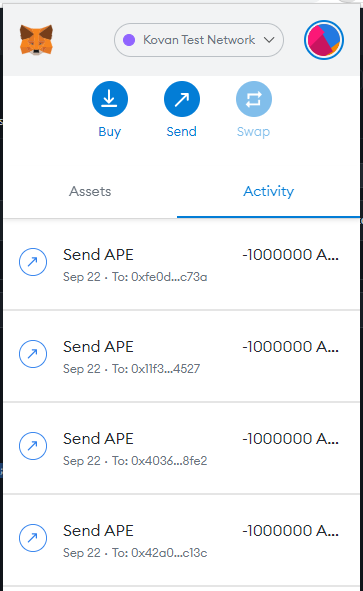 Kovan Test Network
Buy Send Swap
Assets Activity
Send APE -1000000 A...
Sep 22 · To: 0xfe0d...c73a
Send APE -1000000 A...
Sep 22 · To: 0x11f3...4527
Send APE -1000000 A...
Sep 22 · To: 0x4036...8fe2
Send APE -1000000 A...
Sep 22 · To: 0x42a0...c13c